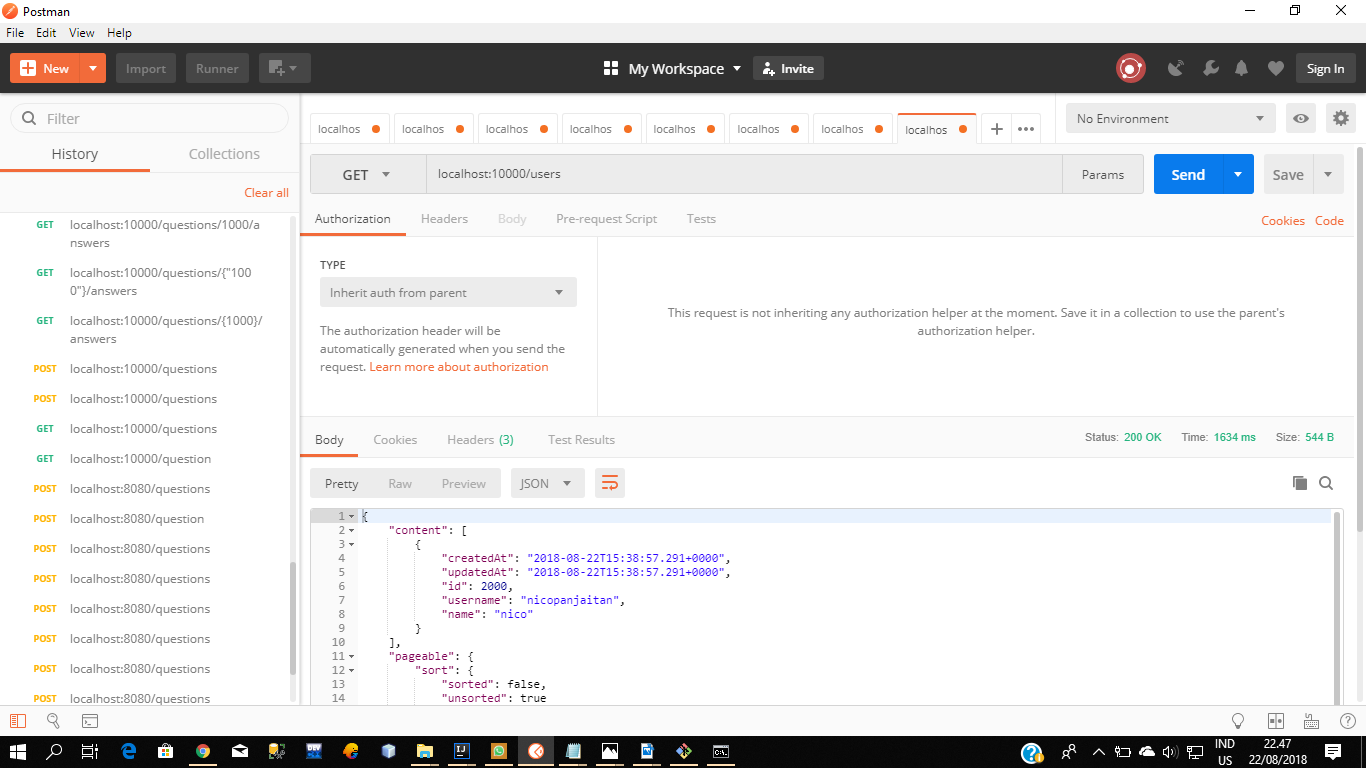 Postman
File Edit View Help
New Import Runner My Workspace Invite Sign In
Filter
History Collections
Clear all
GET localhost:10000/questions/1000/a
nswers
GET localhost:10000/questions/{"100
0"}/answers
GET localhost:10000/questions/{1000}/
answers
POST localhost:10000/questions
POST localhost:10000/questions
GET localhost:10000/questions
GET localhost:10000/question
POST localhost:8080/questions
POST localhost:8080/question
POST localhost:8080/questions
POST localhost:8080/questions
POST localhost:8080/questions
POST localhost:8080/questions
POST localhost:8080/questions
POST localhost:8080/questions
localhos localhos localhos localhos localhos localhos localhos localhos + ••• No Environment
GET localhost:10000/users Params Send Save
Authorization Headers Body Pre-request Script Tests Cookies Code
TYPE
Inherit auth from parent
The authorization header will be
automatically generated when you send the
request. Learn more about authorization
This request is not inheriting any authorization helper at the moment. Save it in a collection to use the parent's
authorization helper.
Body Cookies Headers (3) Test Results Status: 200 OK Time: 1634 ms Size: 544 B
Pretty Raw Preview JSON
1 {
2 "content": [
3 {
4 "createdAt": "2018-08-22T15:38:57.291+0000",
5 "updatedAt": "2018-08-22T15:38:57.291+0000",
6 "id": 2000,
7 "username": "nicopanjaitan",
8 "name": "nico"
9 }
10 ],
11 "pageable": {
12 "sort": {
13 "sorted": false,
14 "unsorted": true
IND 22.47
US 22/08/2018